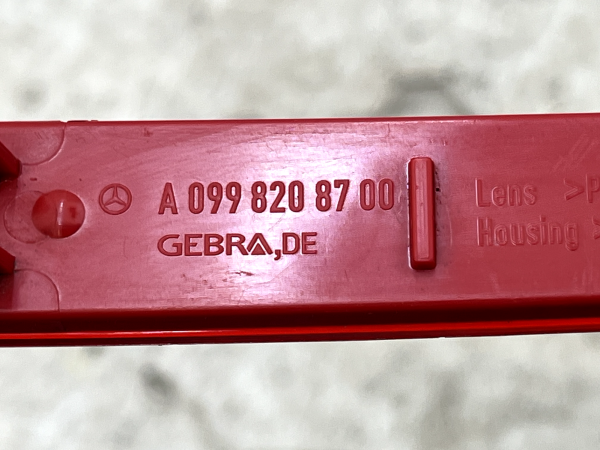 A 099 820 87 00
GEBRA,DE
Lens >P
Housing >